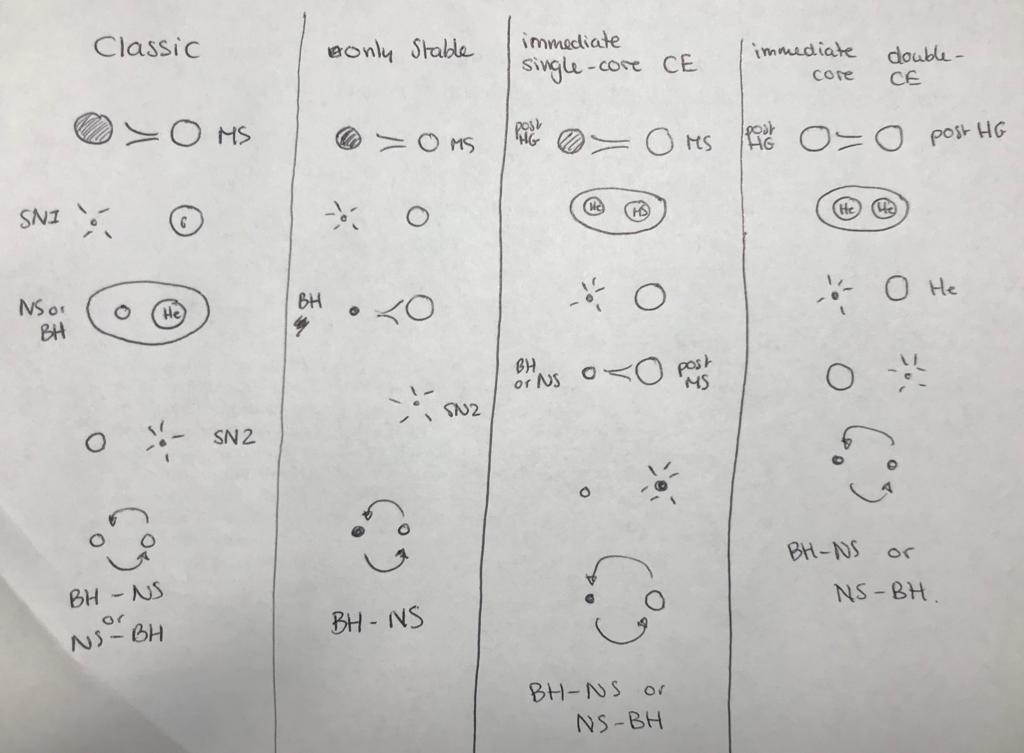 Classic
MS
SN1
C
NS or
BH
He
SN2
BH - NS
or
NS - BH
only Stable
MS
BH
SN2
BH - NS
immediate
single-core CE
post
HG
MS
He
MS
BH
or NS
post
MS
BH-NS or
NS-BH
immediate double-
core CE
post
HG
post HG
He
He
He
BH-NS or
NS-BH.